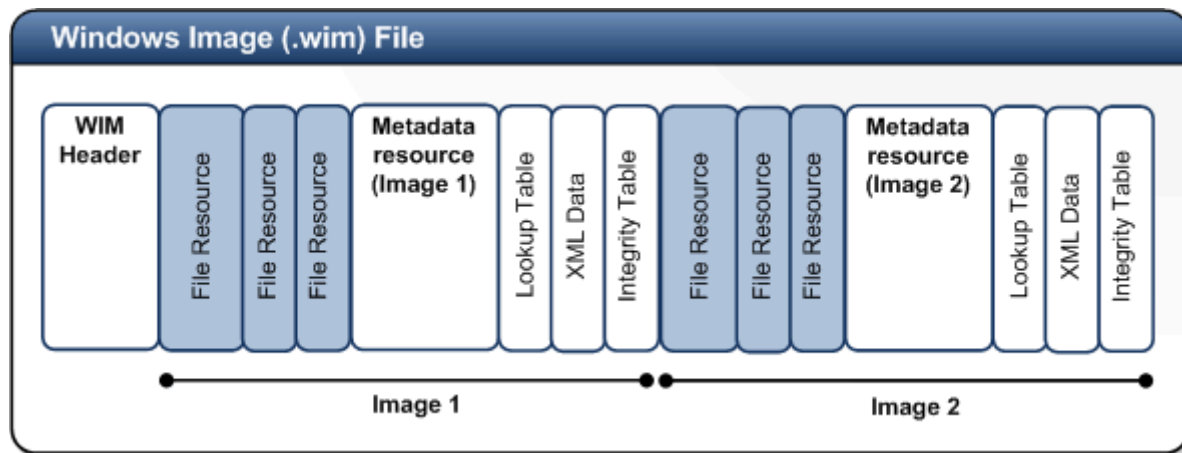 Windows Image (.wim) File
WIM
Header
File Resource
File Resource
File Resource
Metadata
resource
(Image 1)
Lookup Table
XML Data
Integrity Table
File Resource
File Resource
File Resource
Metadata
resource
(Image 2)
Lookup Table
XML Data
Integrity Table
Image 1
Image 2